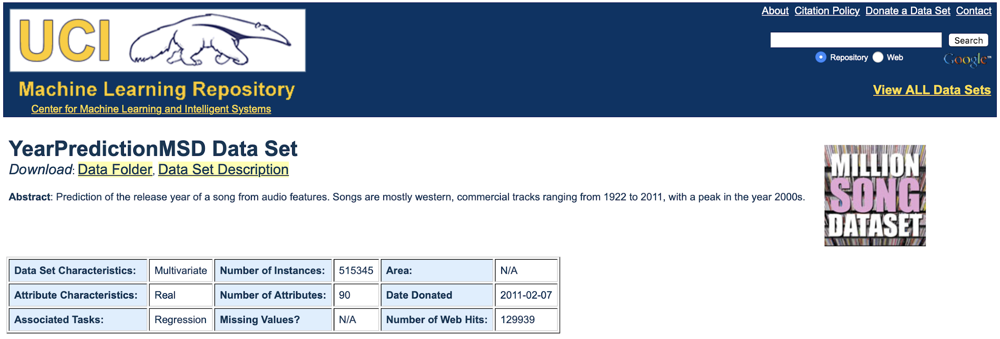 About Citation Policy Donate a Data Set Contact
UCI
Search
Repository Web Google™
Machine Learning Repository
View ALL Data Sets
Center for Machine Learning and Intelligent Systems
YearPredictionMSD Data Set
Download: Data Folder, Data Set Description
Abstract: Prediction of the release year of a song from audio features. Songs are mostly western, commercial tracks ranging from 1922 to 2011, with a peak in the year 2000s.
MILLION
SONG
DATASET
Data Set Characteristics: Multivariate Number of Instances: 515345 Area: N/A
Attribute Characteristics: Real Number of Attributes: 90 Date Donated 2011-02-07
Associated Tasks: Regression Missing Values? N/A Number of Web Hits: 129939